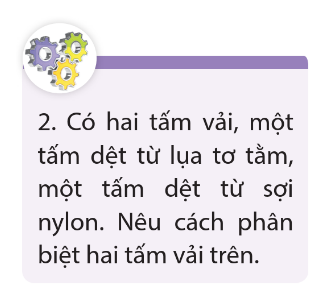 2. Có hai tấm vải, một
tấm dệt từ lụa tơ tằm,
một tấm dệt từ sợi
nylon. Nêu cách phân
biệt hai tấm vải trên.